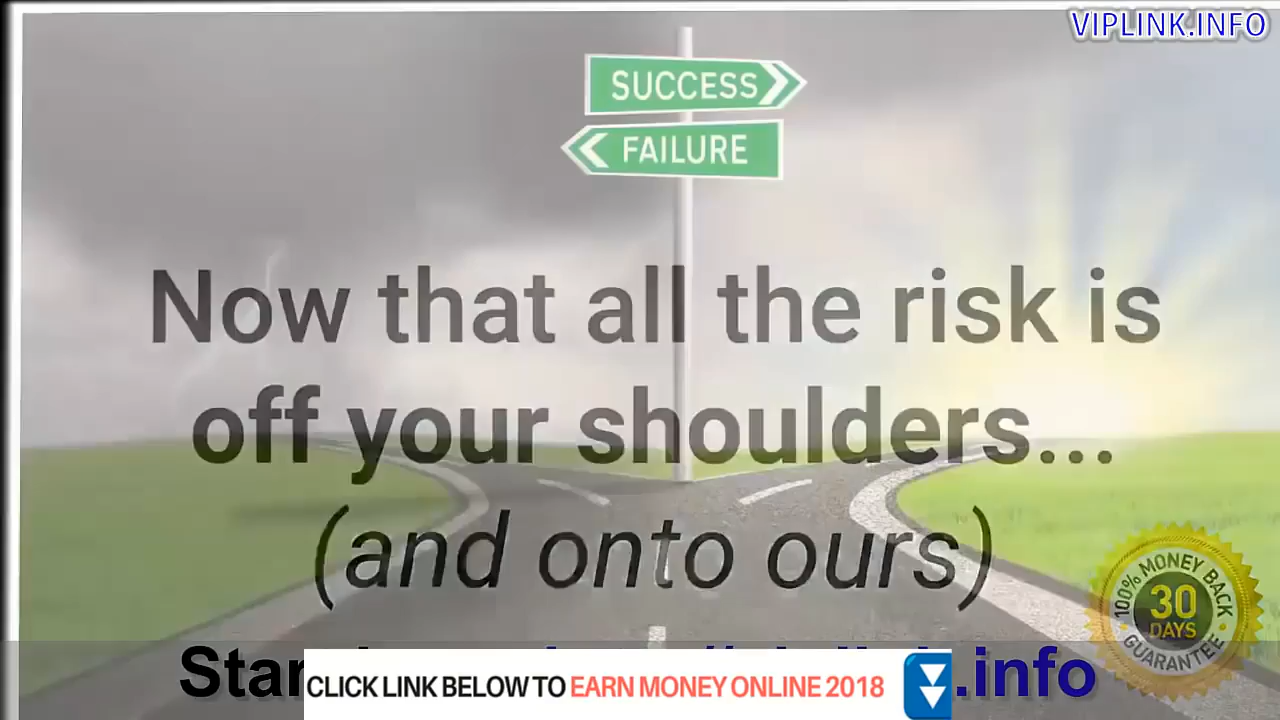 VIPLINK.INFO
SUCCESS
FAILURE
Now that all the risk is
off your shoulders...
(and onto ours)
100% MONEY BACK
30
DAYS
GUARANTEE
.info
CLICK LINK BELOW TO EARN MONEY ONLINE 2018